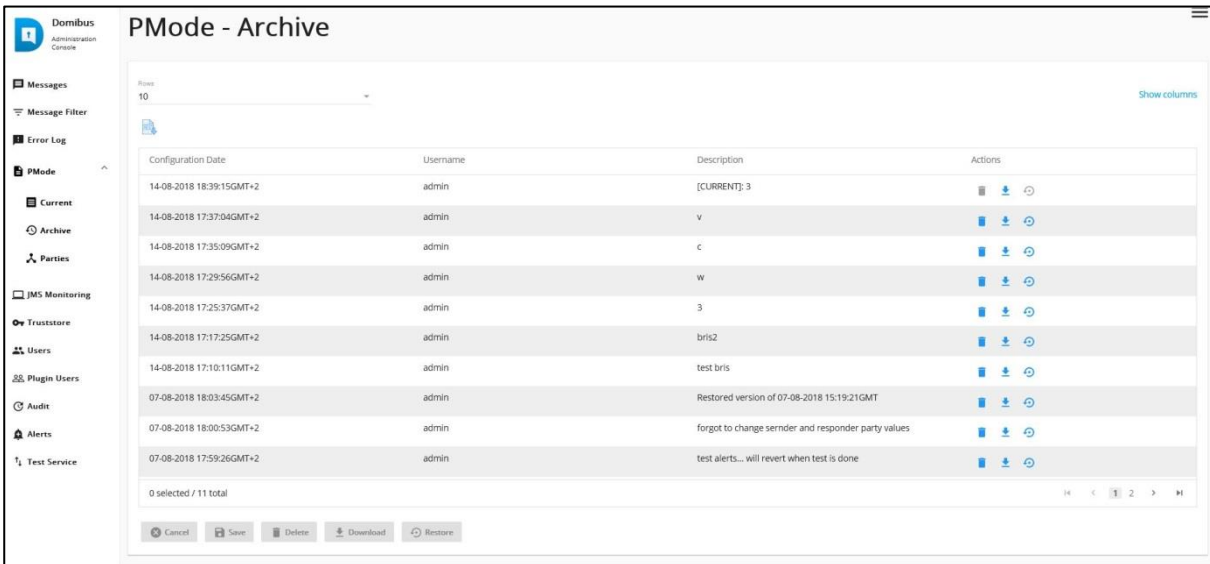 Domibus
Administration
Console
PMode - Archive
Messages
Message Filter
Error Log
PMode
Current
Archive
Parties
JMS Monitoring
Truststore
Users
Plugin Users
Audit
Alerts
Test Service
Rows
10
Show columns
Configuration Date Username Description Actions
14-08-2018 18:39:15GMT+2 admin [CURRENT]: 3
14-08-2018 17:37:04GMT+2 admin v
14-08-2018 17:35:09GMT+2 admin c
14-08-2018 17:29:56GMT+2 admin w
14-08-2018 17:25:37GMT+2 admin 3
14-08-2018 17:17:25GMT+2 admin bris2
14-08-2018 17:10:11GMT+2 admin test bris
07-08-2018 18:03:45GMT+2 admin Restored version of 07-08-2018 15:19:21GMT
07-08-2018 18:00:53GMT+2 admin forgot to change sernder and responder party values
07-08-2018 17:59:26GMT+2 admin test alerts... will revert when test is done
0 selected / 11 total 1 2
Cancel Save Delete Download Restore